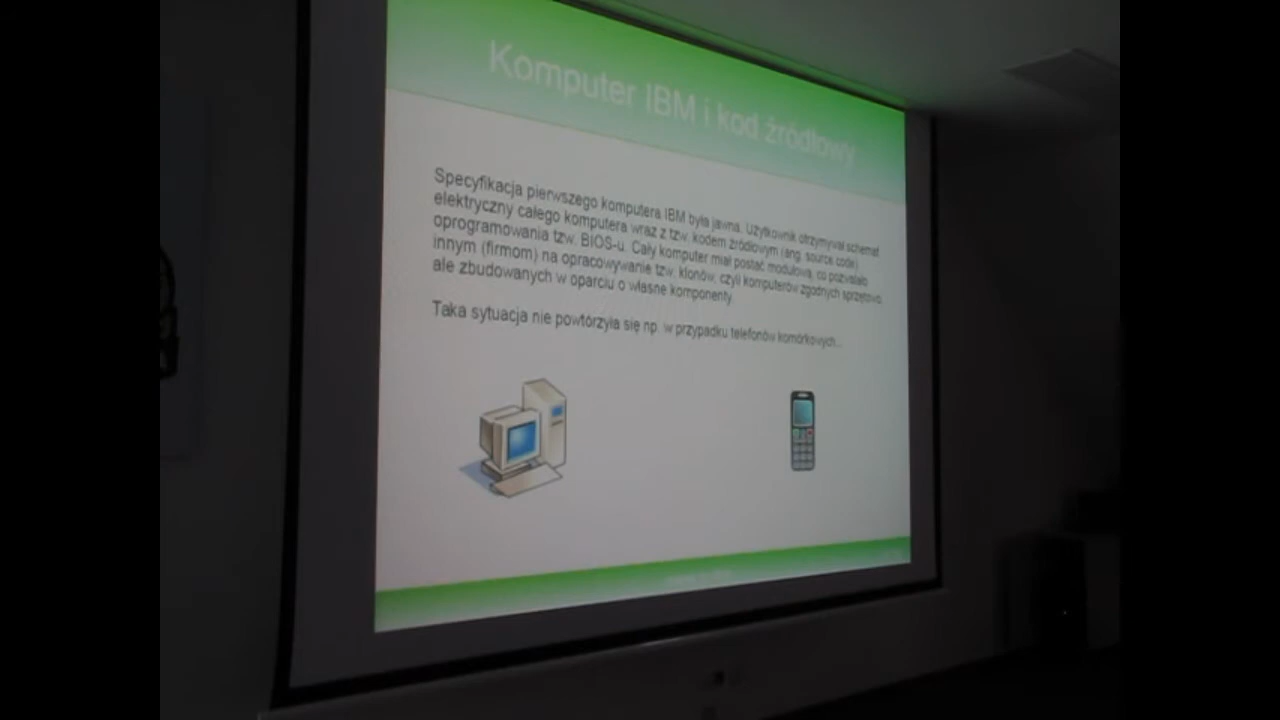 Komputer IBM i kod źródłowy
Specyfikacja pierwszego komputera IBM była jawna. Użytkownik otrzymywał schemat
elektryczny całego komputera wraz z tzw. kodem źródłowym (ang. source code)
oprogramowania tzw. BIOS-u. Cały komputer miał postać modułową, co pozwalało
innym (firmom) na opracowywanie tzw. klonów, czyli komputerów zgodnych sprzętowo,
ale zbudowanych w oparciu o własne komponenty.
Taka sytuacja nie powtórzyła się np. w przypadku telefonów komórkowych...